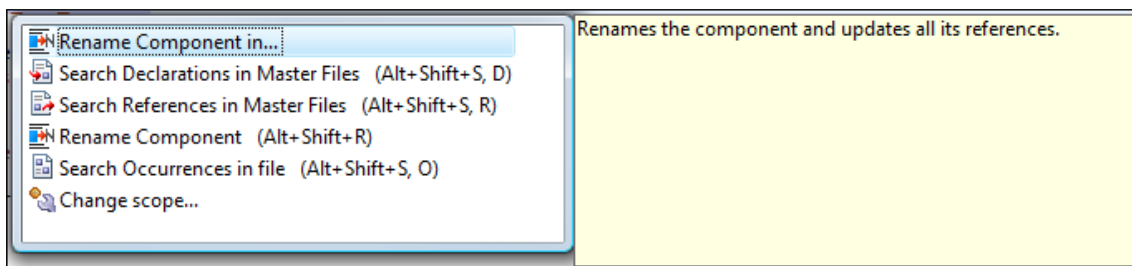 Rename Component in...
Renames the component and updates all its references.
Search Declarations in Master Files (Alt+Shift+S, D)
Search References in Master Files (Alt+Shift+S, R)
Rename Component (Alt+Shift+R)
Search Occurrences in file (Alt+Shift+S, O)
Change scope...